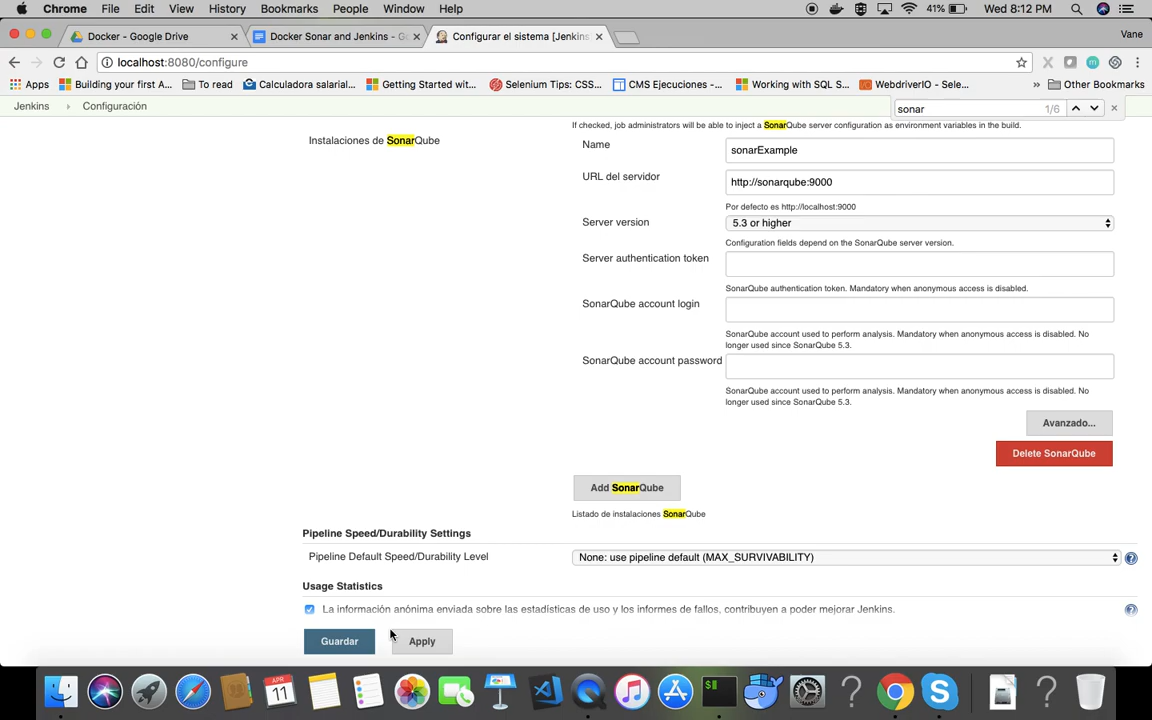 Chrome File Edit View History Bookmarks People Window Help 41% Wed 8:12 PM
Docker - Google Drive Docker Sonar and Jenkins - Go Configurar el sistema [Jenkins Vane
localhost:8080/configure
Apps Building your first A... To read Calculadora salarial... Getting Started wit... Selenium Tips: CSS... CMS Ejecuciones -... Working with SQL S... WebdriverIO - Sele... » Other Bookmarks
Jenkins Configuración
sonar 1/6
If checked, job administrators will be able to inject a SonarQube server configuration as environment variables in the build.
Instalaciones de SonarQube
Name sonarExample
URL del servidor http://sonarqube:9000
Por defecto es http://localhost:9000
Server version 5.3 or higher
Configuration fields depend on the SonarQube server version.
Server authentication token
SonarQube authentication token. Mandatory when anonymous access is disabled.
SonarQube account login
SonarQube account used to perform analysis. Mandatory when anonymous access is disabled. No
longer used since SonarQube 5.3.
SonarQube account password
SonarQube account used to perform analysis. Mandatory when anonymous access is disabled. No
longer used since SonarQube 5.3.
Avanzado...
Delete SonarQube
Add SonarQube
Listado de instalaciones SonarQube
Pipeline Speed/Durability Settings
Pipeline Default Speed/Durability Level None: use pipeline default (MAX_SURVIVABILITY)
Usage Statistics
La información anónima enviada sobre las estadísticas de uso y los informes de fallos, contribuyen a poder mejorar Jenkins.
Guardar Apply
APR
11